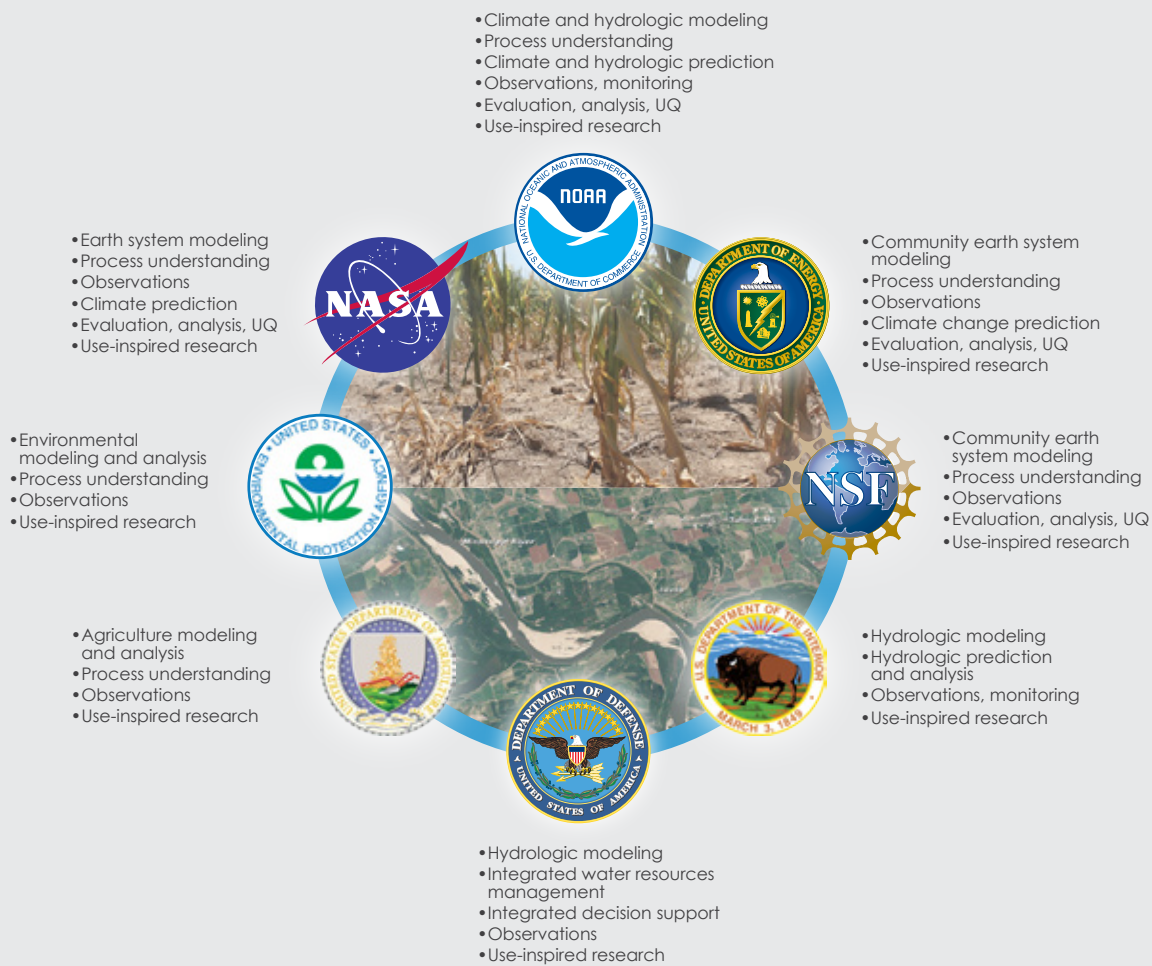 •Climate and hydrologic modeling
•Process understanding
•Climate and hydrologic prediction
•Observations, monitoring
•Evaluation, analysis, UQ
•Use-inspired research
NATIONAL OCEANIC AND ATMOSPHERIC ADMINISTRATION
NOAA
U.S. DEPARTMENT OF COMMERCE
•Earth system modeling
•Process understanding
•Observations
•Climate prediction
•Evaluation, analysis, UQ
•Use-inspired research
NASA
DEPARTMENT OF ENERGY
UNITED STATES OF AMERICA
•Community earth system
modeling
•Process understanding
•Observations
•Climate change prediction
•Evaluation, analysis, UQ
•Use-inspired research
•Environmental
modeling and analysis
•Process understanding
•Observations
•Use-inspired research
UNITED STATES
ENVIRONMENTAL PROTECTION AGENCY
NSF
•Community earth
system modeling
•Process understanding
•Observations
•Evaluation, analysis, UQ
•Use-inspired research
•Agriculture modeling
and analysis
•Process understanding
•Observations
•Use-inspired research
UNITED STATES DEPARTMENT OF AGRICULTURE
U.S. DEPARTMENT OF THE INTERIOR
MARCH 3, 1849
•Hydrologic modeling
•Hydrologic prediction
and analysis
•Observations, monitoring
•Use-inspired research
DEPARTMENT OF DEFENSE
UNITED STATES OF AMERICA
•Hydrologic modeling
•Integrated water resources
management
•Integrated decision support
•Observations
•Use-inspired research